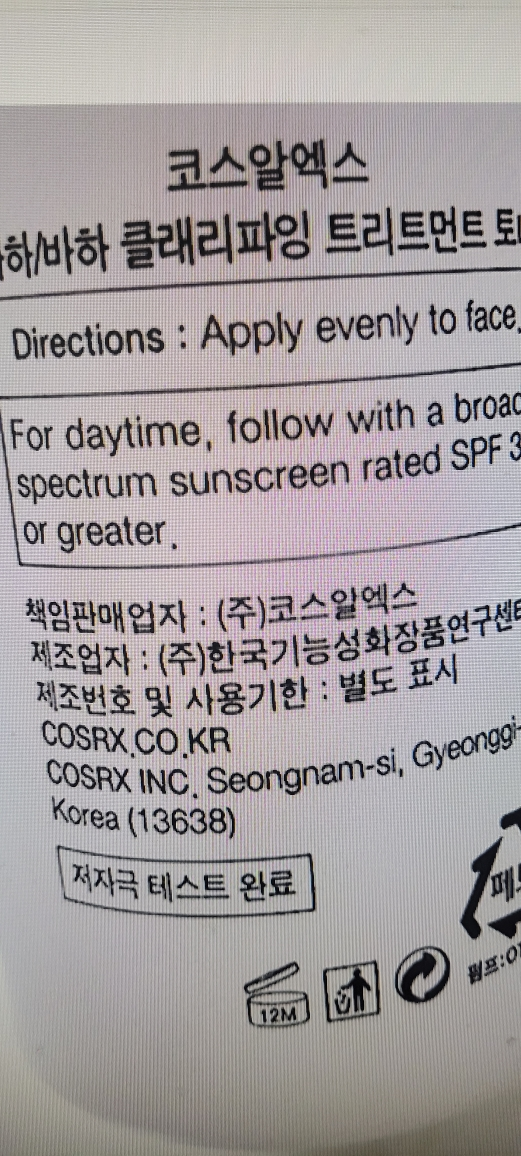 코스알엑스
하/바하 클래리파잉 트리트먼트
Directions : Apply evenly to face.
For daytime, follow with a
spectrum sunscreen rated SPF
or greater.
책임판매업자 : (주)코스알엑스
제조업자 : (주)한국기능성화장품연구센터
제조번호 및 사용기한 : 별도 표시
COSRX.CO.KR
COSRX INC. Seongnam-si, Gyeonggi-
Korea (13638)
저자극 테스트 완료
12M